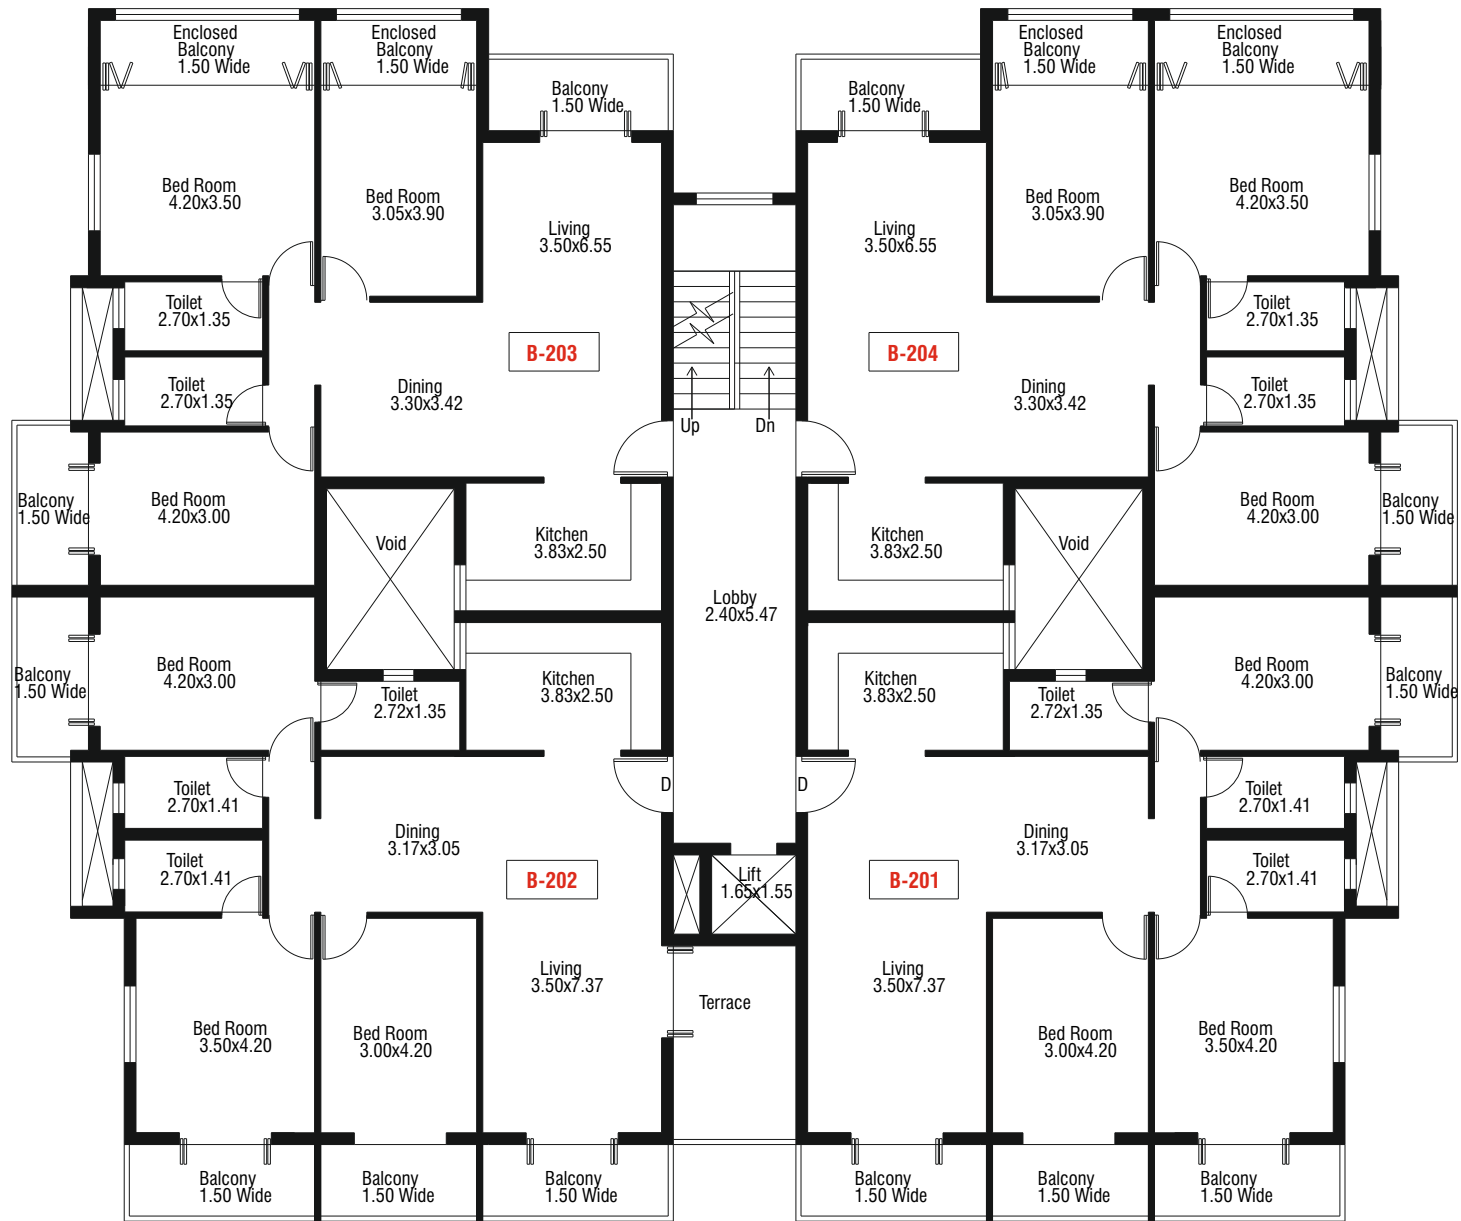 Enclosed
Balcony
1.50 Wide
Enclosed
Balcony
1.50 Wide
Balcony
1.50 Wide
Balcony
1.50 Wide
Enclosed
Balcony
1.50 Wide
Enclosed
Balcony
1.50 Wide
Bed Room
4.20x3.50
Bed Room
3.05x3.90
Living
3.50x6.55
Living
3.50x6.55
Bed Room
3.05x3.90
Bed Room
4.20x3.50
Toilet
2.70x1.35
Toilet
2.70x1.35
B-203
B-204
Toilet
2.70x1.35
Dining
3.30x3.42
Dining
3.30x3.42
Toilet
2.70x1.35
Up
Dn
Balcony
1.50 Wide
Bed Room
4.20x3.00
Void
Kitchen
3.83x2.50
Kitchen
3.83x2.50
Void
Bed Room
4.20x3.00
Balcony
1.50 Wide
Lobby
2.40x5.47
Balcony
1.50 Wide
Bed Room
4.20x3.00
Toilet
2.72x1.35
Kitchen
3.83x2.50
Kitchen
3.83x2.50
Toilet
2.72x1.35
Bed Room
4.20x3.00
Balcony
1.50 Wide
Toilet
2.70x1.41
D
D
Toilet
2.70x1.41
Dining
3.17x3.05
Dining
3.17x3.05
Toilet
2.70x1.41
B-202
Lift
1.65x1.55
B-201
Toilet
2.70x1.41
Living
3.50x7.37
Living
3.50x7.37
Terrace
Bed Room
3.50x4.20
Bed Room
3.00x4.20
Bed Room
3.00x4.20
Bed Room
3.50x4.20
Balcony
1.50 Wide
Balcony
1.50 Wide
Balcony
1.50 Wide
Balcony
1.50 Wide
Balcony
1.50 Wide
Balcony
1.50 Wide